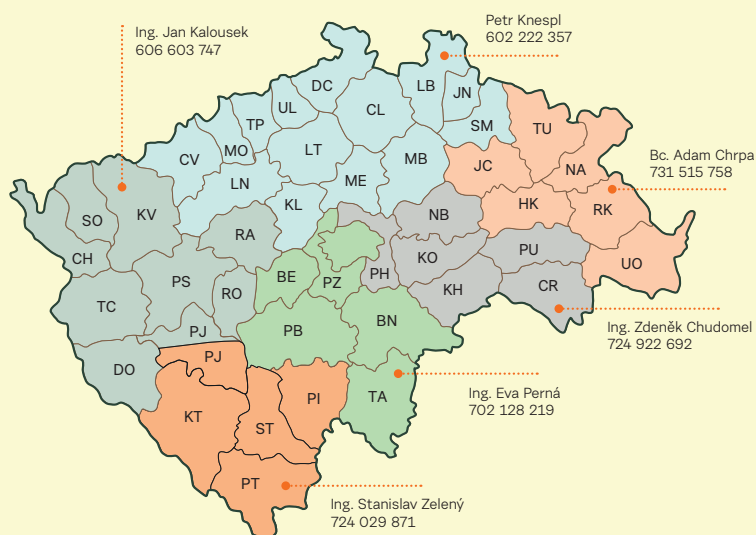 Ing. Jan Kalousek
606 603 747
Petr Knespl
602 222 357
DC
LB
JN
UL
CL
TP
SM
TU
MO
CV
LT
MB
JC
NA
Bc. Adam Chrpa
731 515 758
LN
ME
KL
NB
HK
RK
SO
KV
RA
CH
KO
PU
UO
PH
BE
PZ
PS
RO
KH
CR
TC
PJ
PB
BN
Ing. Zdeněk Chudomel
724 922 692
PJ
DO
TA
Ing. Eva Perná
702 128 219
KT
ST
PI
PT
Ing. Stanislav Zelený
724 029 871